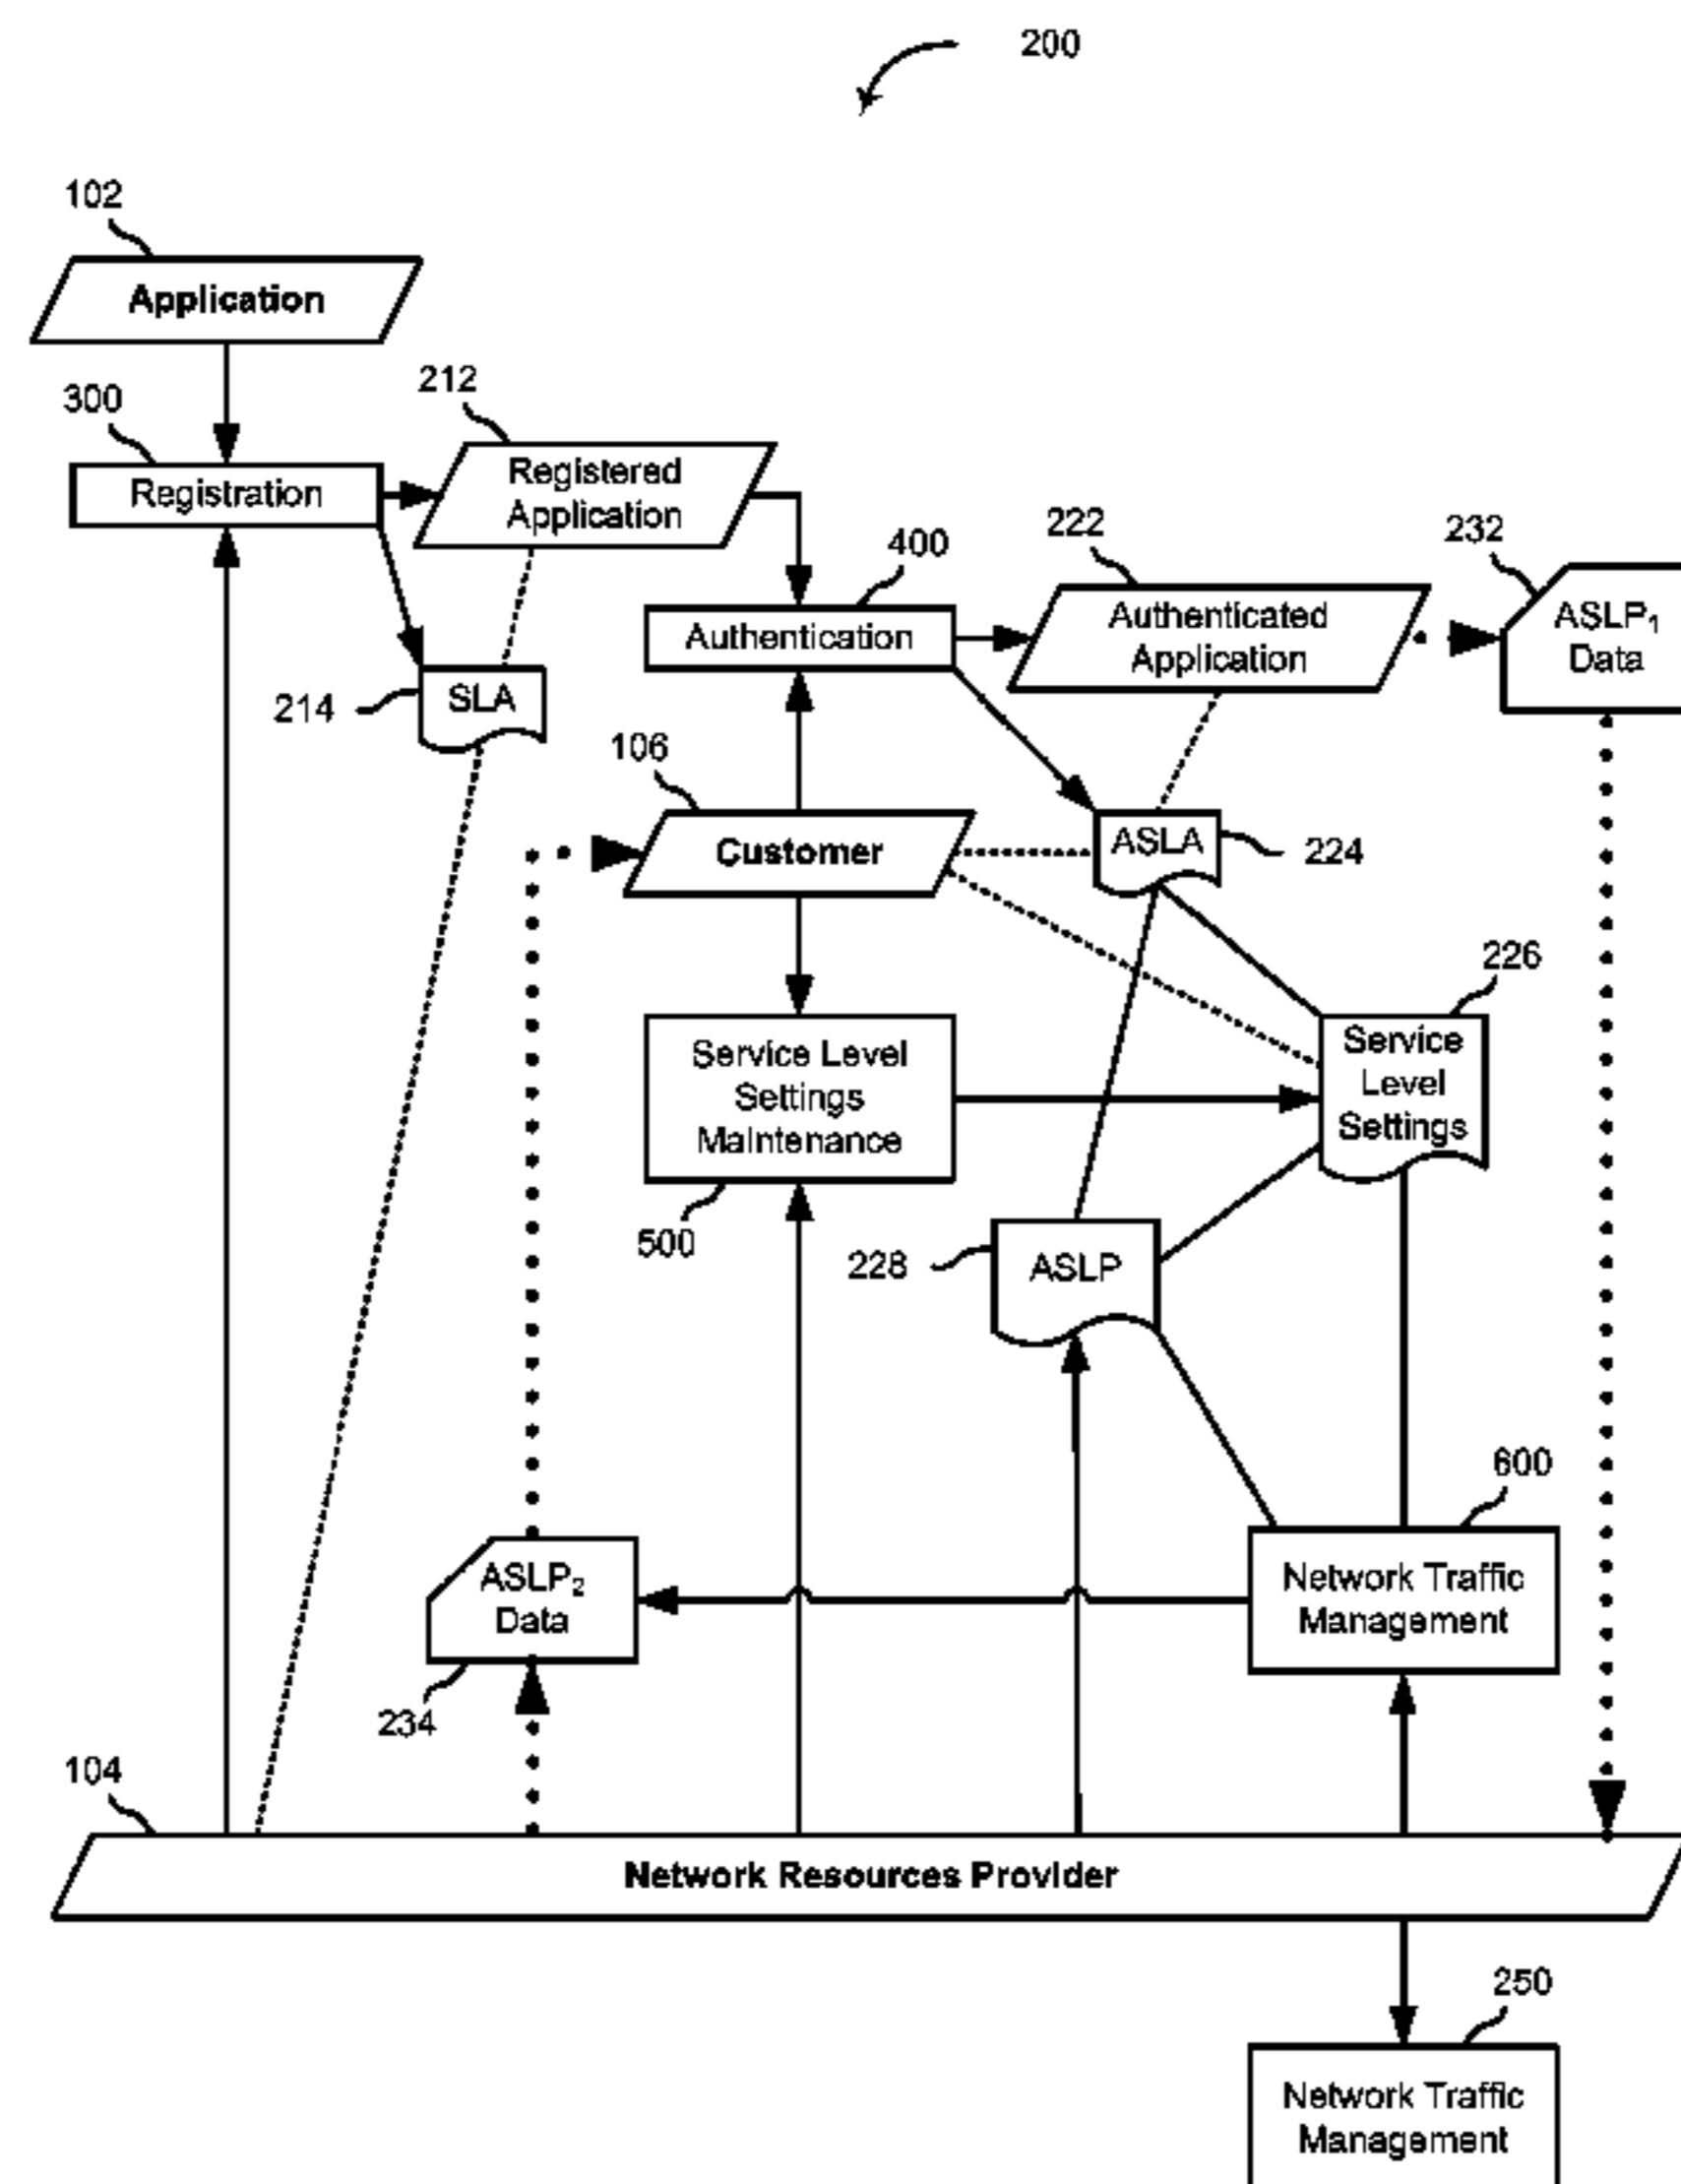 200
102
Application
300
212
Registration
Registered
Application
400
222
232
Authentication
Authenticated
Application
ASLP₁
Data
214
SLA
106
Customer
ASLA
224
226
Service Level
Settings
Maintenance
Service
Level
Settings
500
228
ASLP
600
ASLP₂
Data
Network Traffic
Management
234
104
Network Resources Provider
250
Network Traffic
Management